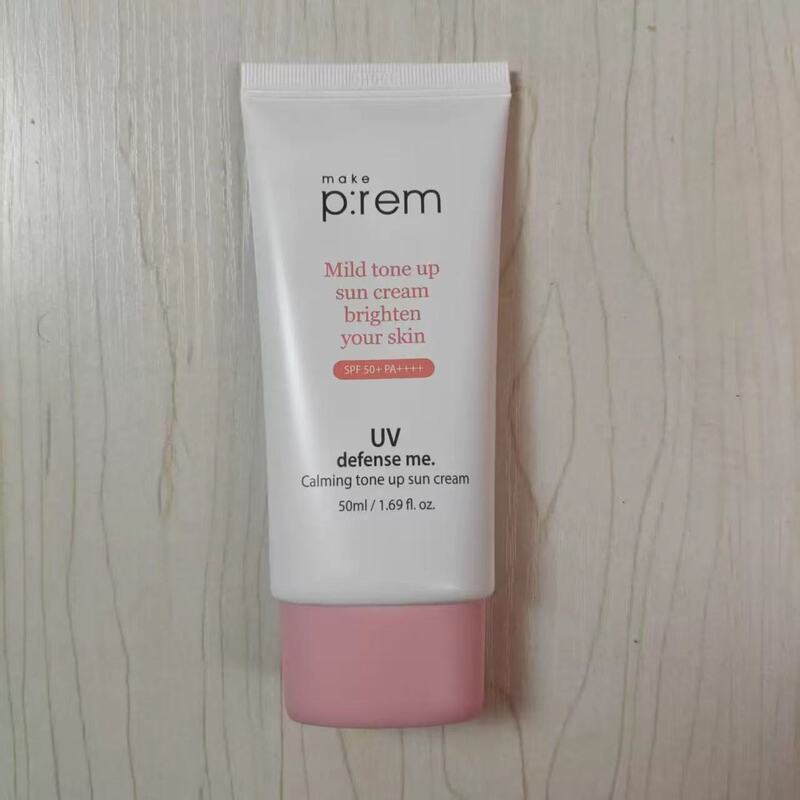 make
p:rem
Mild tone up
sun cream
brighten
your skin
SPF 50+ PA++++
UV
defense me.
Calming tone up sun cream
50ml / 1.69 fl. oz.